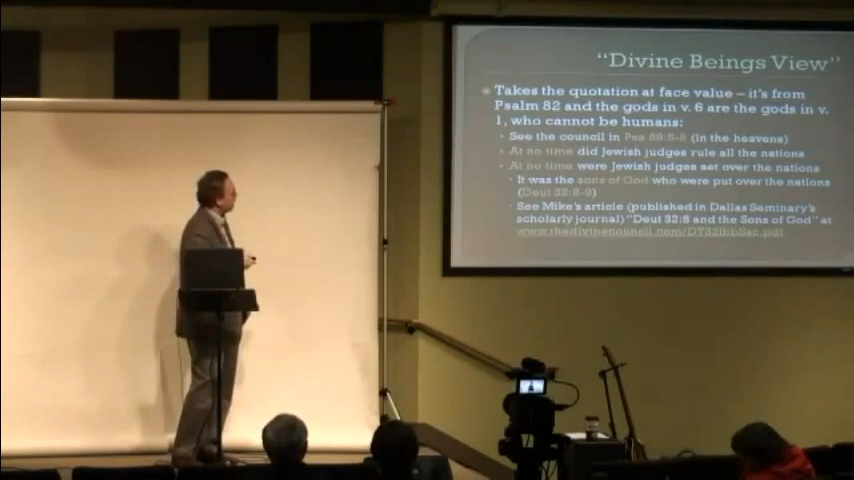 “Divine Beings View”
Takes the quotation at face value – it’s from
Psalm 82 and the gods in v. 6 are the gods in v.
1, who cannot be humans:
See the council in Psa 89:5-8 (in the heavens)
At no time did Jewish judges rule all the nations
At no time were Jewish judges set over the nations
It was the sons of God who were put over the nations
(Deut 32:8-9)
See Mike’s article (published in Dallas Seminary’s
scholarly journal) “Deut 32:8 and the Sons of God” at
www.thedivinecouncil.com/DT32BibSac.pdf